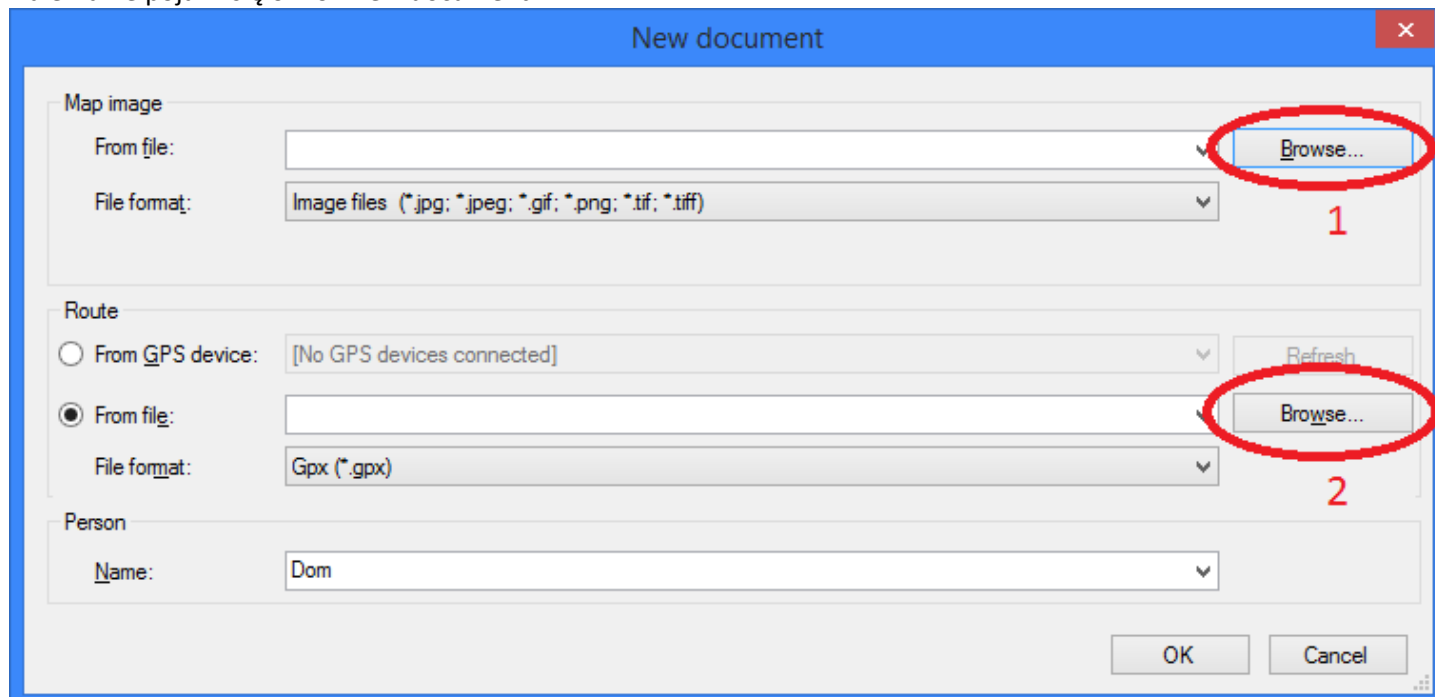 New document
Map image
From file:
Browse...
File format:
Image files (*.jpg; *.jpeg; *.gif; *.png; *.tif; *.tiff)
1
Route
From GPS device:
[No GPS devices connected]
Refresh
From file:
Browse...
File format:
Gpx (*.gpx)
2
Person
Name:
Dom
OK
Cancel